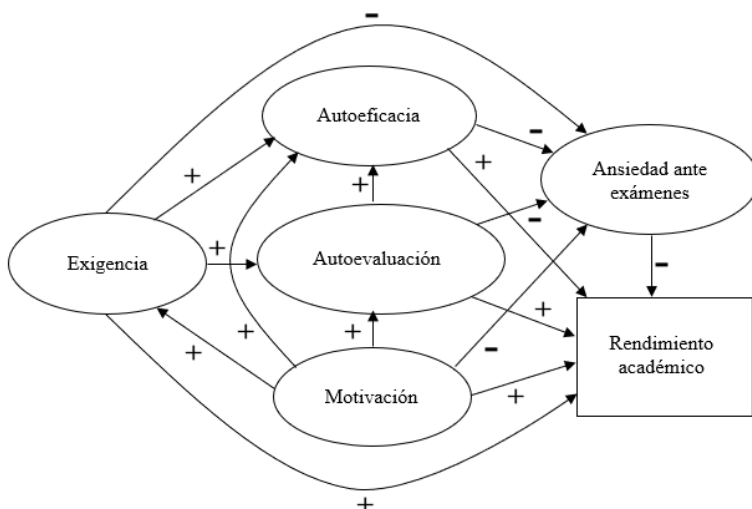 -
Autoeficacia
-
+
+
Ansiedad ante
exámenes
+
-
Exigencia
+
Autoevaluación
-
+
+
+
+
-
Rendimiento
académico
+
Motivación
+
+